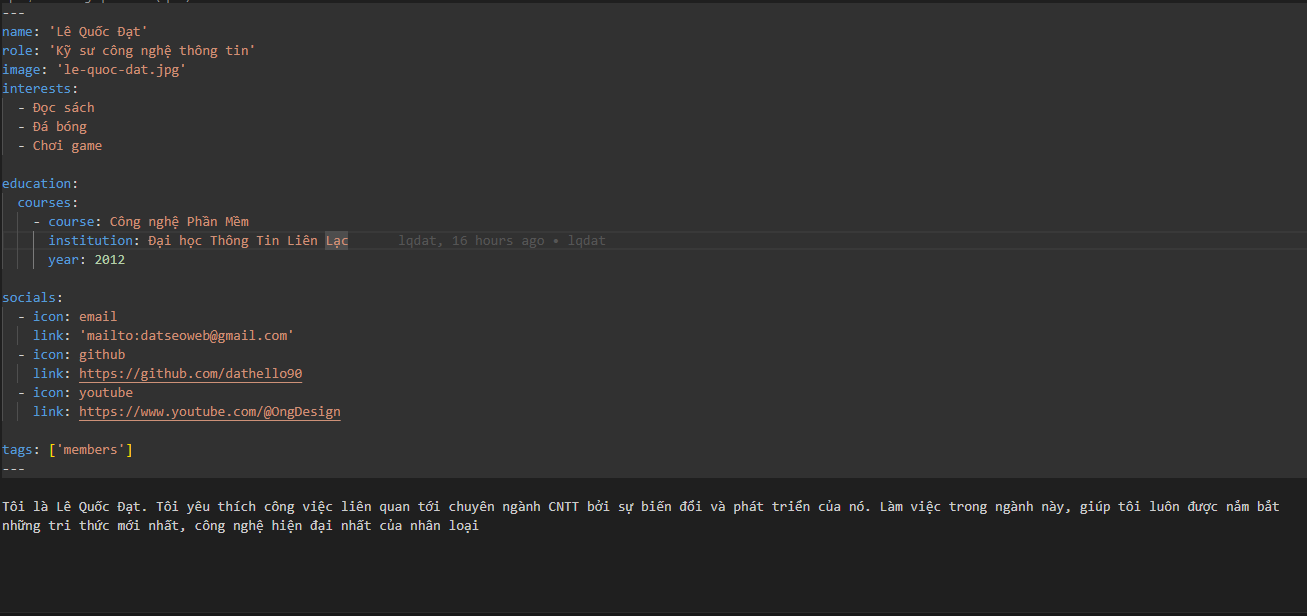 ---
name: 'Lê Quốc Đạt'
role: 'Kỹ sư công nghệ thông tin'
image: 'le-quoc-dat.jpg'
interests:
  - Đọc sách
  - Đá bóng
  - Chơi game
education:
  courses:
    - course: Công nghệ Phần Mềm
      institution: Đại học Thông Tin Liên Lạc lqdat, 16 hours ago • lqdat
      year: 2012
socials:
  - icon: email
    link: 'mailto:datseoweb@gmail.com'
  - icon: github
    link: https://github.com/dathello90
  - icon: youtube
    link: https://www.youtube.com/@OngDesign
tags: ['members']
---
Tôi là Lê Quốc Đạt. Tôi yêu thích công việc liên quan tới chuyên ngành CNTT bởi sự biến đổi và phát triển của nó. Làm việc trong ngành này, giúp tôi luôn được nắm bắt
những tri thức mới nhất, công nghệ hiện đại nhất của nhân loại